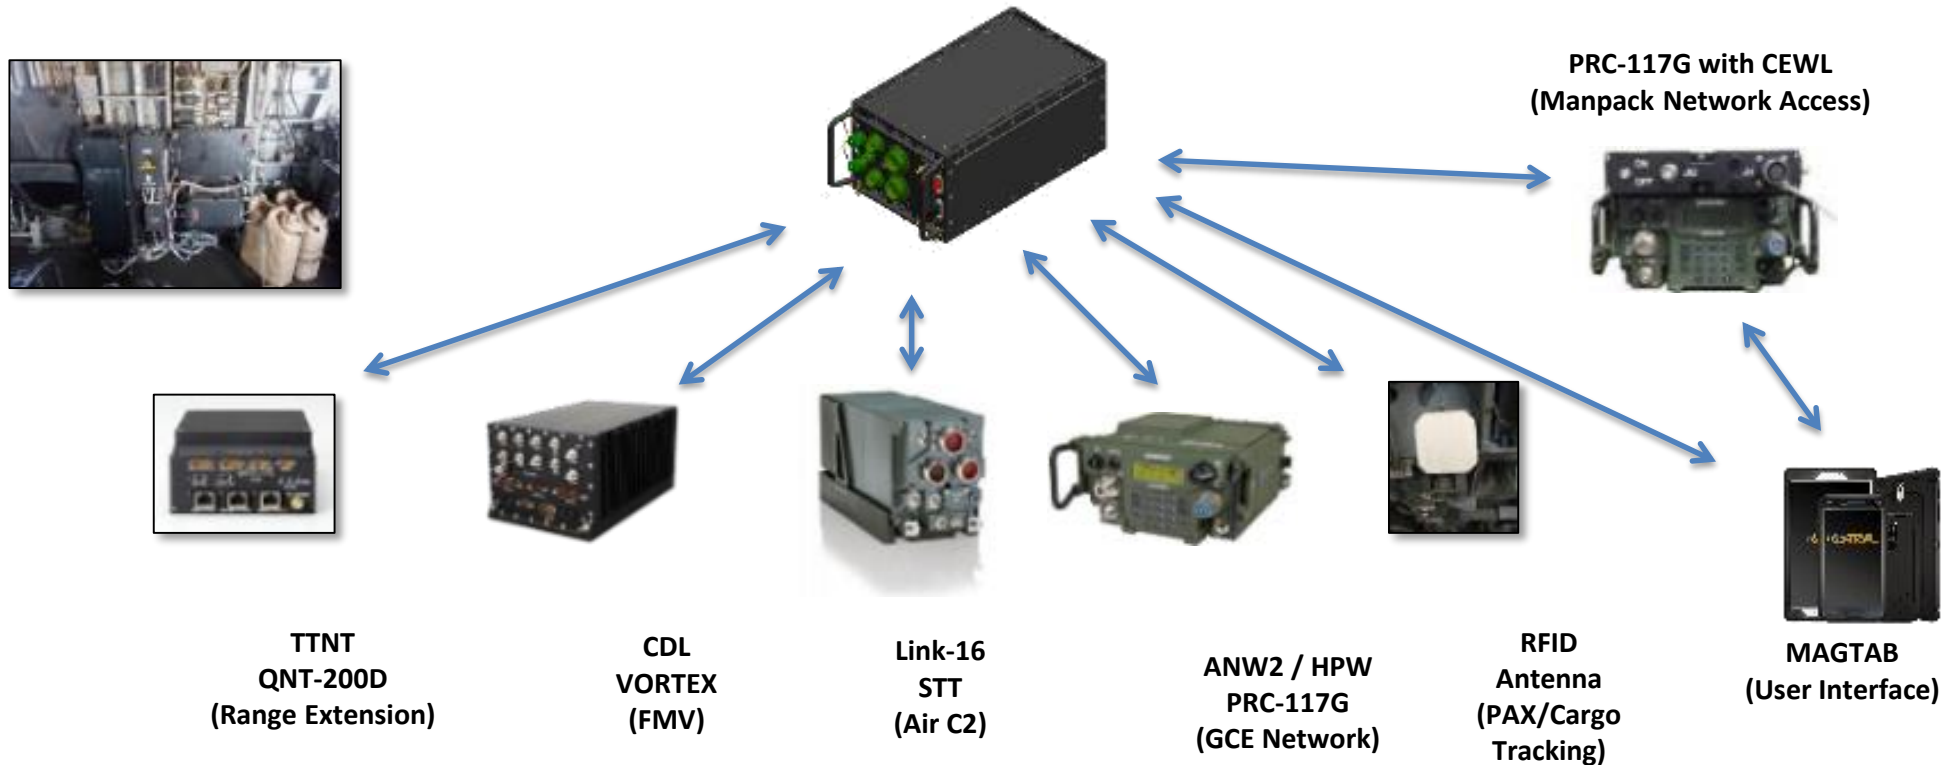 PRC-117G with CEWL
(Manpack Network Access)
TTNT
QNT-200D
(Range Extension)
CDL
VORTEX
(FMV)
Link-16
STT
(Air C2)
ANW2 / HPW
PRC-117G
(GCE Network)
RFID
Antenna
(PAX/Cargo
Tracking)
MAGTAB
(User Interface)